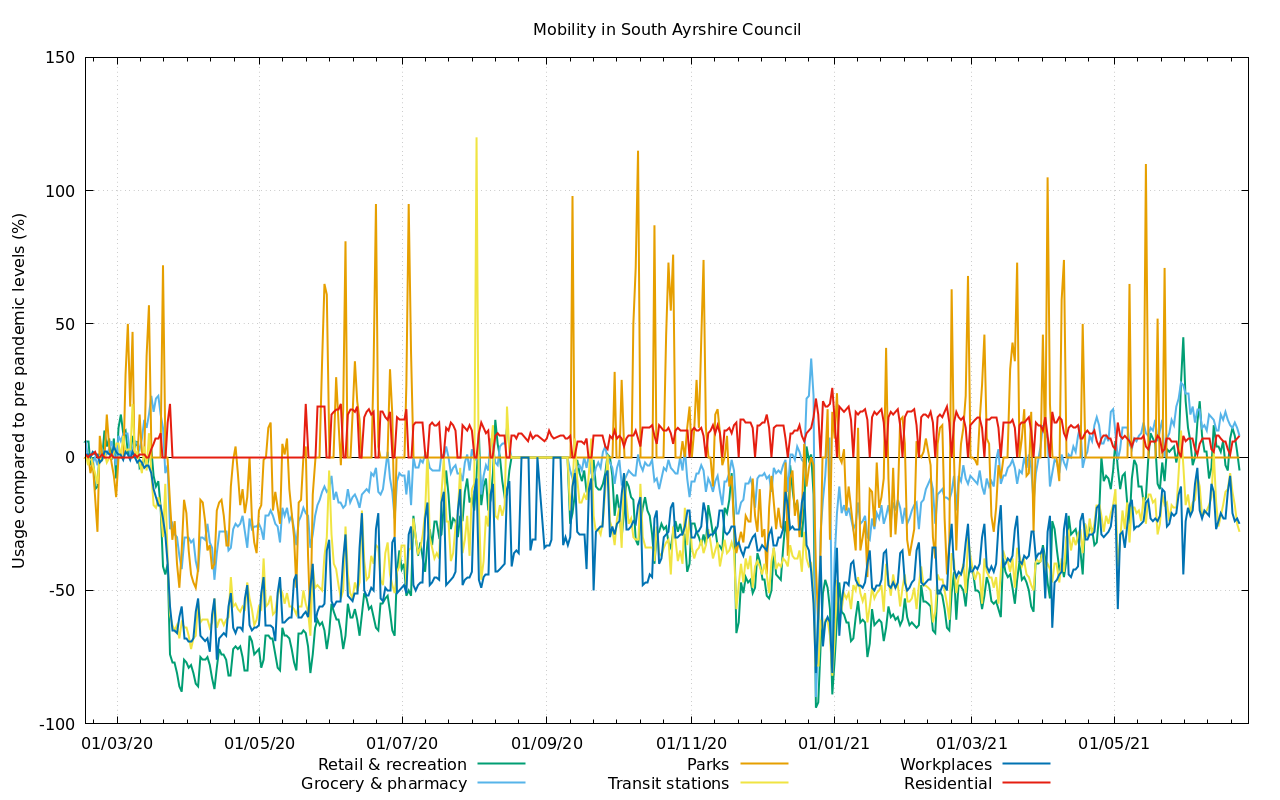 Mobility in South Ayrshire Council
Usage compared to pre pandemic levels (%)
150
100
50
0
-50
-100
01/03/20 01/05/20 01/07/20 01/09/20 01/11/20 01/01/21 01/03/21 01/05/21
Retail & recreation Parks Workplaces
Grocery & pharmacy Transit stations Residential